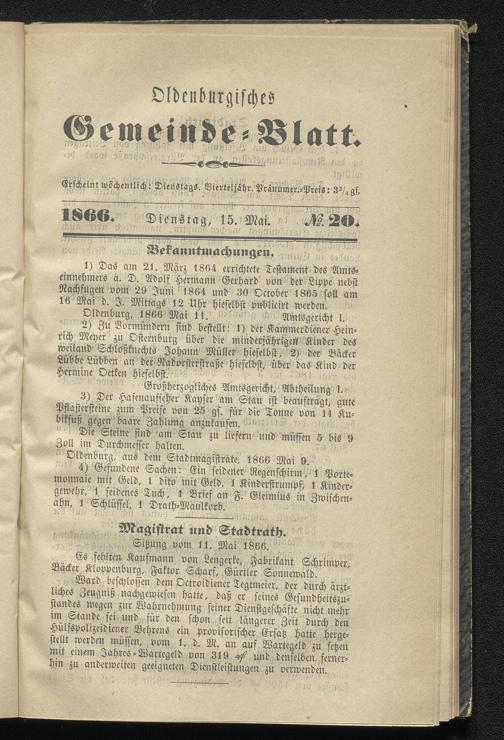 Oldenburgisches
Gemeinde-Blatt.
Erscheint wöchentlich: Dienstags. Vierteljähr. Pränumer.-Preis: 3¾ gf.
1866. Dienstag, 15. Mai. № 20.
Bekanntmachungen.
1) Das am 21. März 1864 errichtete Testament des Amts-
einnehmers a. D. Adolf Hermann Gerhard von der Lippe nebst
Nachfugen vom 29 Juni 1864 und 30 October 1865 soll am
16 Mai d. J. Mittags 12 Uhr hieselbst publicirt werden.
Oldenburg, 1866 Mai 11. Amtsgericht I.
2) Zu Vormündern sind bestellt: 1) der Kammerdiener Hein-
rich Meyer zu Osternburg über die minderjährigen Kinder des
weiland Schloßknechts Johann Müller hieselbst, 2) der Bäcker
Lübbe Lübben an der Nadorsterstraße hieselbst, über das Kind der
Hermine Oetken hieselbst.
Großherzogliches Amtsgericht, Abtheilung I.
3) Der Hafenaufseher Kayser am Stau ist beauftragt, gute
Pflastersteine zum Preise von 25 gf. für die Tonne von 11 Ku-
bikfuß gegen baare Zahlung anzukaufen.
Die Steine sind am Stau zu liefern und müssen 5 bis 9
Zoll im Durchmesser halten.
Oldenburg, aus dem Stadtmagistrate, 1866 Mai 9.
4) Gefundene Sachen: Ein seidener Regenschirm, 1 Porte-
monnaie mit Geld, 1 dito mit Geld, 1 Kinderstrumpf, 1 Kinder-
gewehr, 1 seidenes Tuch, 1 Brief an F. Gleimius in Zwischen-
ahn, 1 Schlüssel, 1 Drath-Maulkorb.
Magistrat und Stadtrath.
Sitzung vom 11. Mai 1866.
Es fehlten Kaufmann von Lengerke, Fabrikant Schrimper,
Bäcker Kloppenburg, Faktor Scharf, Gürtler Sonnewald.
Ward beschlossen dem Octroidiener Tegtmeier, der durch ärzt-
liches Zeugniß nachgewiesen hatte, daß er seines Gesundheitszu-
standes wegen zur Wahrnehmung seiner Dienstgeschäfte nicht mehr
im Stande sei und für den schon seit längerer Zeit durch den
Hülfspolizeidiener Behrens ein provisorischer Ersatz hatte herge-
stellt werden müssen, vom 1. d. M. an auf Wartegeld zu setzen
mit einem Jahres-Wartegeld von 319 ₰ und denselben ferner-
hin zu anderweiten geeigneten Dienstleistungen zu verwenden.